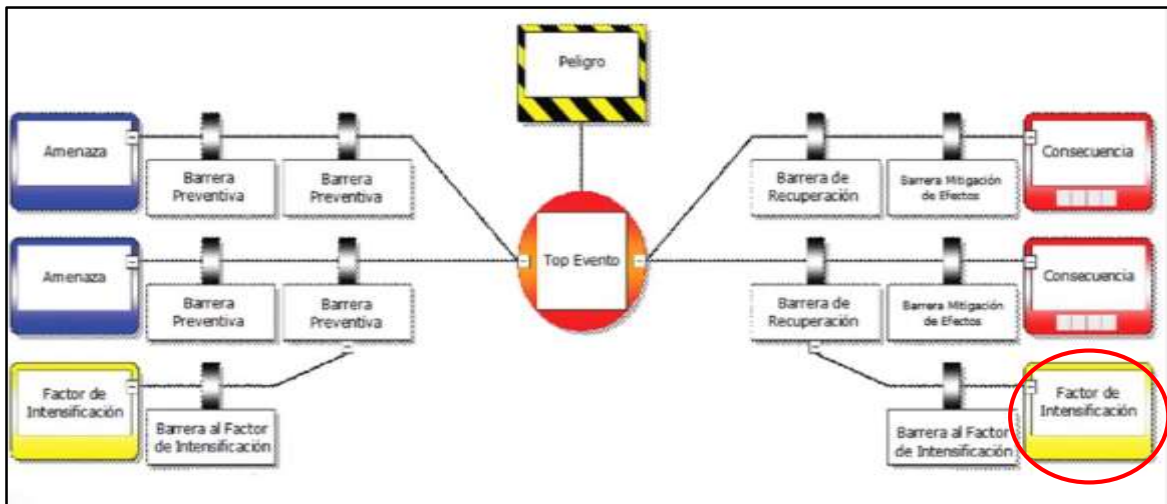 Peligro
Amenaza
Barrera
Preventiva
Barrera
Preventiva
Barrera de
Recuperación
Barrera Mitigación
de Efectos
Consecuencia
Top Evento
Amenaza
Barrera
Preventiva
Barrera
Preventiva
Barrera de
Recuperación
Barrera Mitigación
de Efectos
Consecuencia
Factor de
Intensificación
Barrera al Factor
de Intensificación
Barrera al Factor
de Intensificación
Factor de
Intensificación